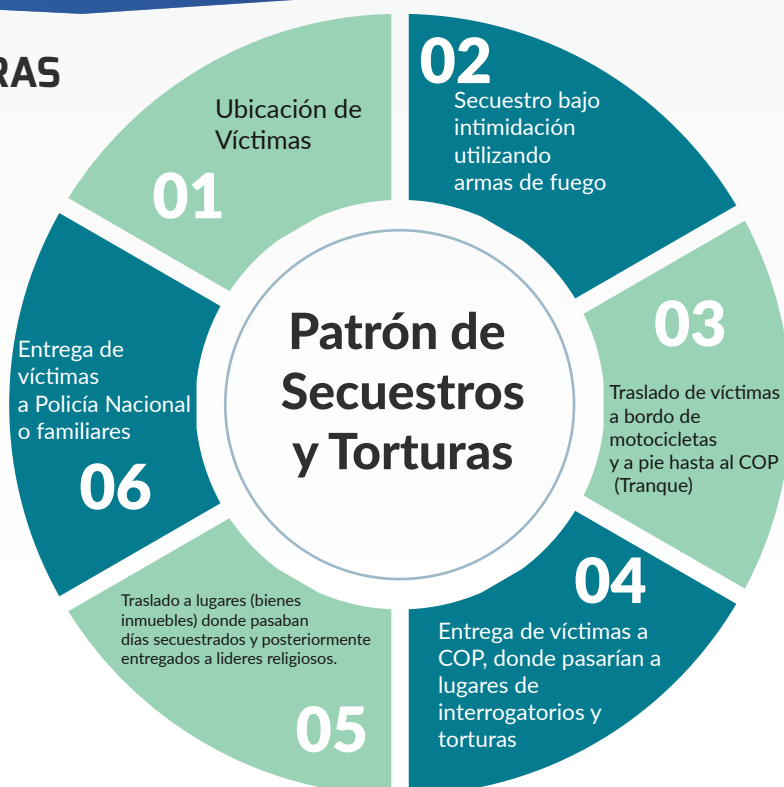 RAS
Patrón de
Secuestros
y Torturas
01
Ubicación de
Víctimas
02
Secuestro bajo
intimidación
utilizando
armas de fuego
03
Traslado de víctimas
a bordo de
motocicletas
y a pie hasta al COP
(Tranque)
04
Entrega de víctimas a
COP, donde pasarían a
lugares de
interrogatorios y
torturas
05
Traslado a lugares (bienes
inmuebles) donde pasaban
días secuestrados y posteriormente
entregados a lideres religiosos.
06
Entrega de
víctimas
a Policía Nacional
o familiares